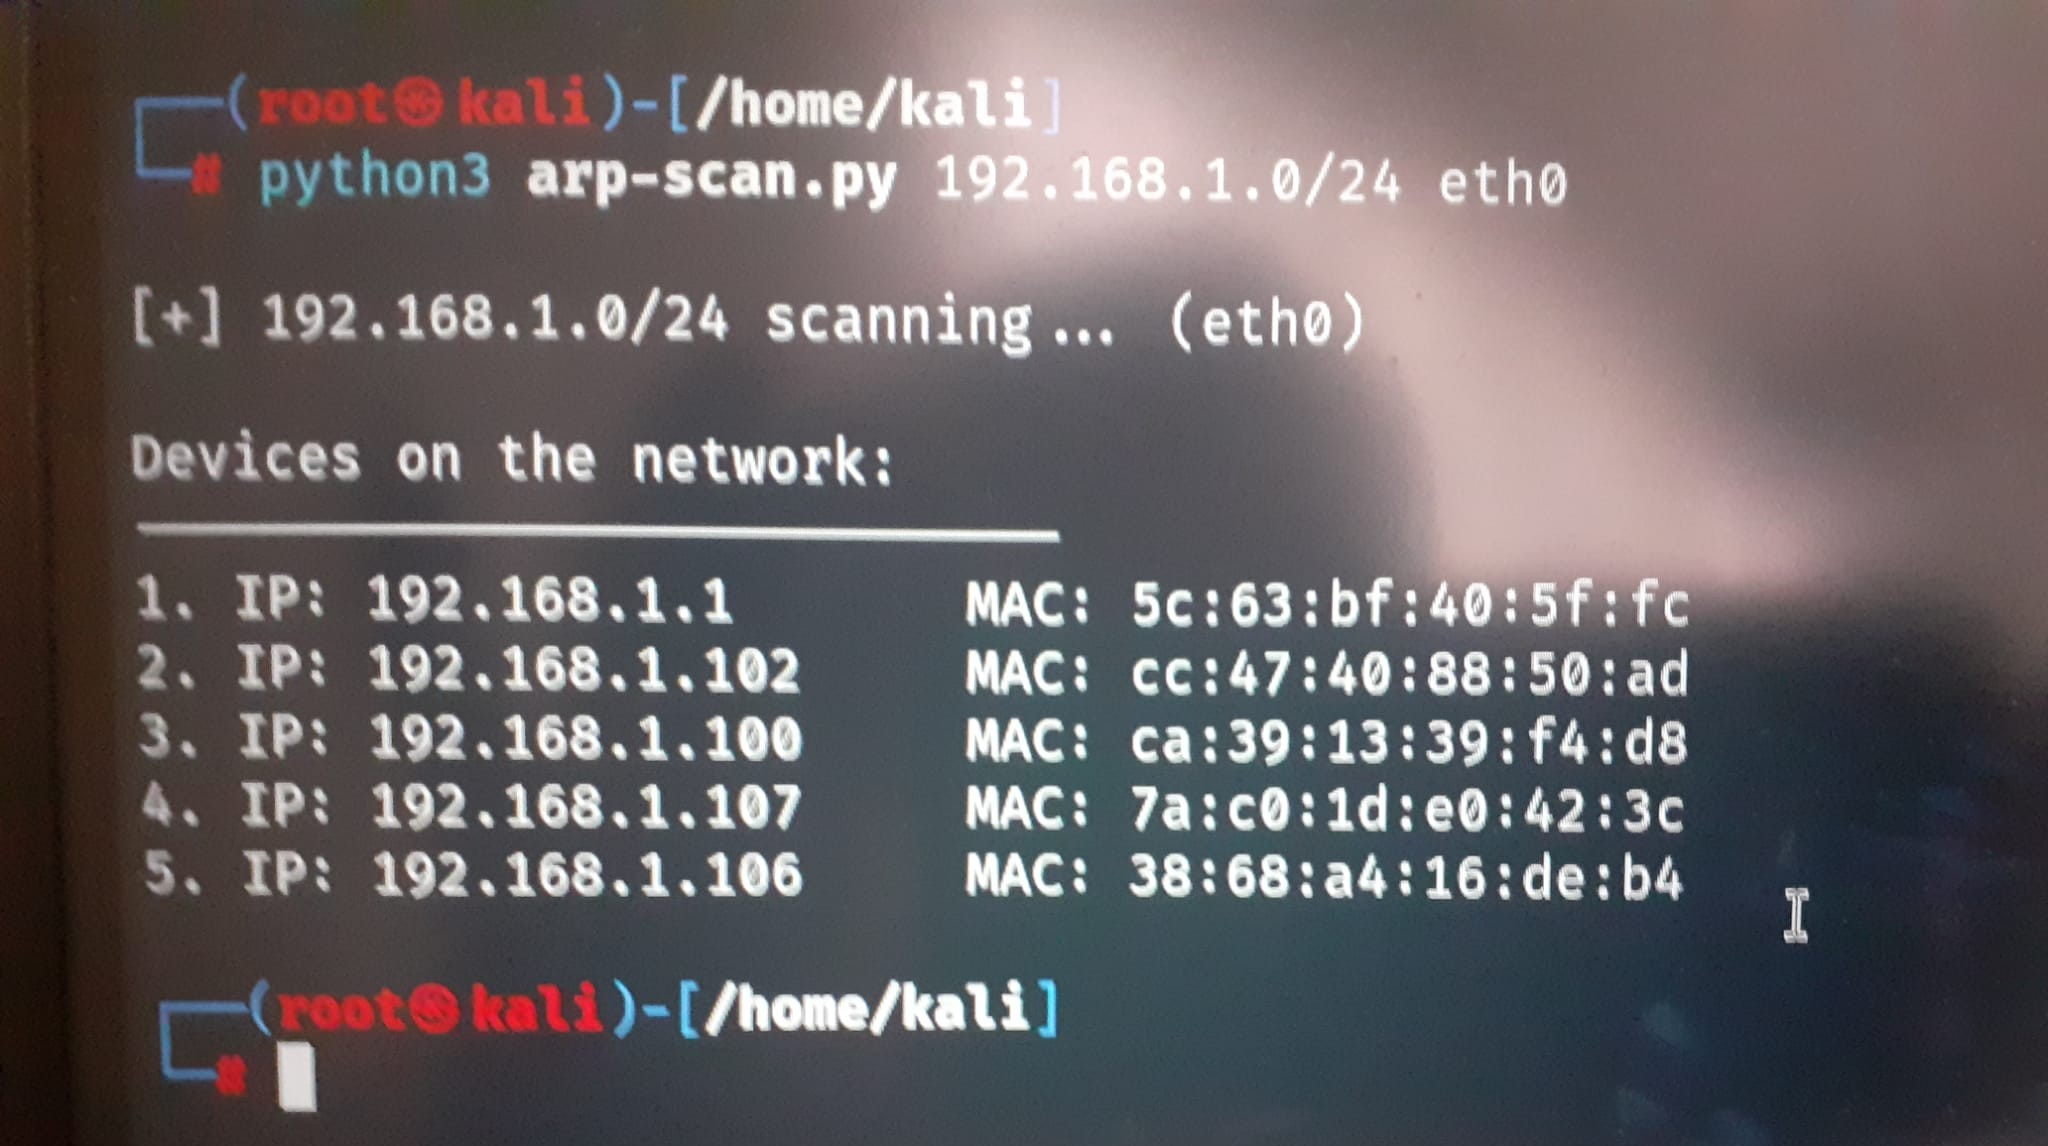 ┌──(root㉿kali)-[/home/kali]
└─# python3 arp-scan.py 192.168.1.0/24 eth0
[+] 192.168.1.0/24 scanning... (eth0)
Devices on the network:
1. IP: 192.168.1.1 MAC: 5c:63:bf:40:5f:fc
2. IP: 192.168.1.102 MAC: cc:47:40:88:50:ad
3. IP: 192.168.1.100 MAC: ca:39:13:39:f4:d8
4. IP: 192.168.1.107 MAC: 7a:c0:1d:e0:42:3c
5. IP: 192.168.1.106 MAC: 38:68:a4:16:de:b4
┌──(root㉿kali)-[/home/kali]
└─#